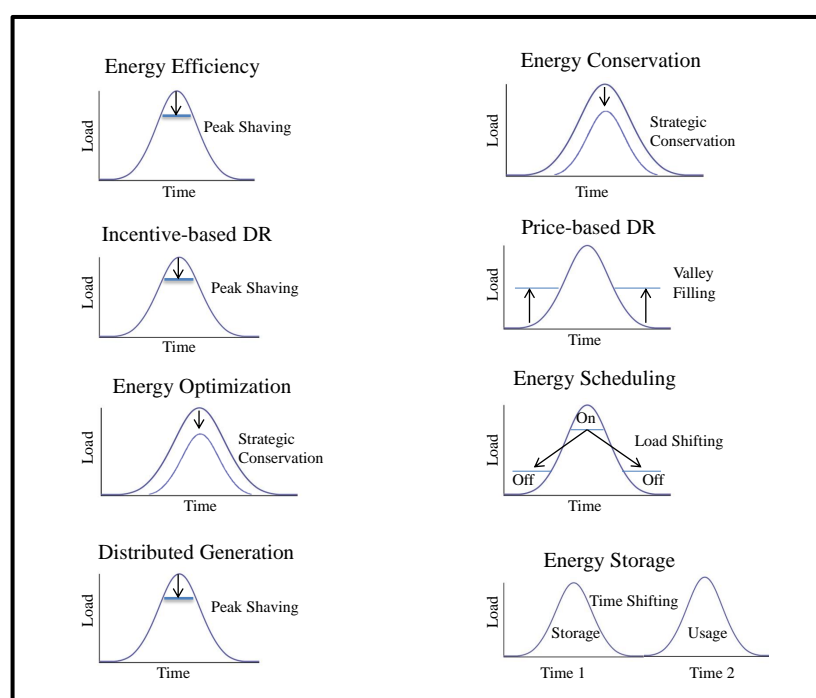 Energy Efficiency
Load
Peak Shaving
Time
Energy Conservation
Load
Strategic
Conservation
Time
Incentive-based DR
Load
Peak Shaving
Time
Price-based DR
Load
Valley
Filling
Time
Energy Optimization
Load
Strategic
Conservation
Time
Energy Scheduling
Load
On
Load Shifting
Off
Off
Time
Distributed Generation
Load
Peak Shaving
Time
Energy Storage
Load
Time Shifting
Storage
Usage
Time 1
Time 2